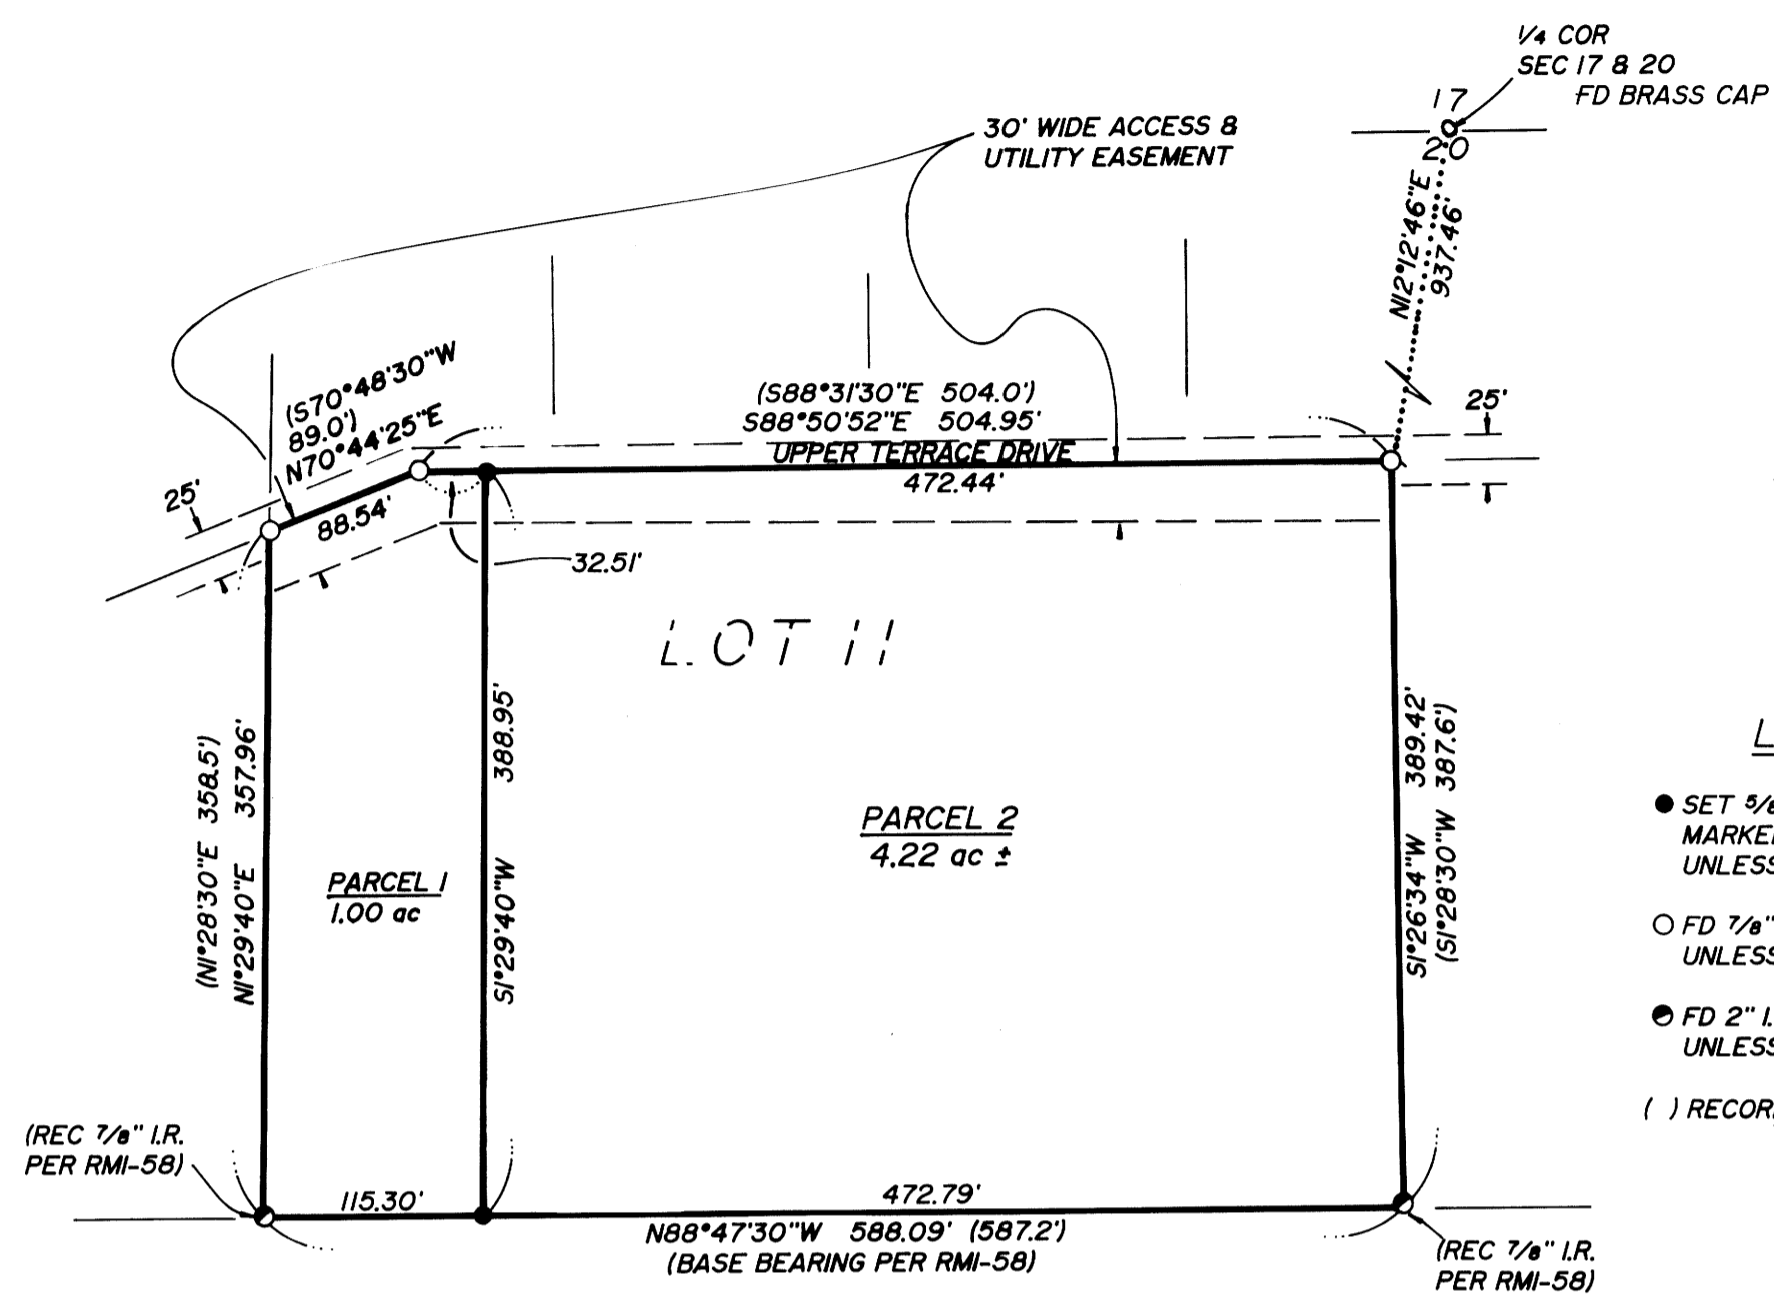 1/4 COR
SEC 17 & 20
FD BRASS CAP
17
20
30' WIDE ACCESS &
UTILITY EASEMENT
N12°12'46"E
937.46'
(S70°48'30"W
89.0')
N70°44'25"E
88.54'
25'
(S88°31'30"E 504.0')
S88°50'52"E 504.95'
UPPER TERRACE DRIVE
472.44'
25'
32.51'
LOT 11
(N1°28'30"E 358.5')
N1°29'40"E 357.96'
S1°29'40"W 388.95'
S1°26'34"W 389.42'
(S1°28'30"W 387.6')
PARCEL 1
1.00 ac
PARCEL 2
4.22 ac ±
L
SET 5/8
MARKE
UNLESS
FD 7/8"
UNLESS
FD 2" I.
UNLESS
( ) RECOR
(REC 7/8" I.R.
PER RM1-58)
115.30'
472.79'
N88°47'30"W 588.09' (587.2')
(BASE BEARING PER RM1-58)
(REC 7/8" I.R.
PER RM1-58)